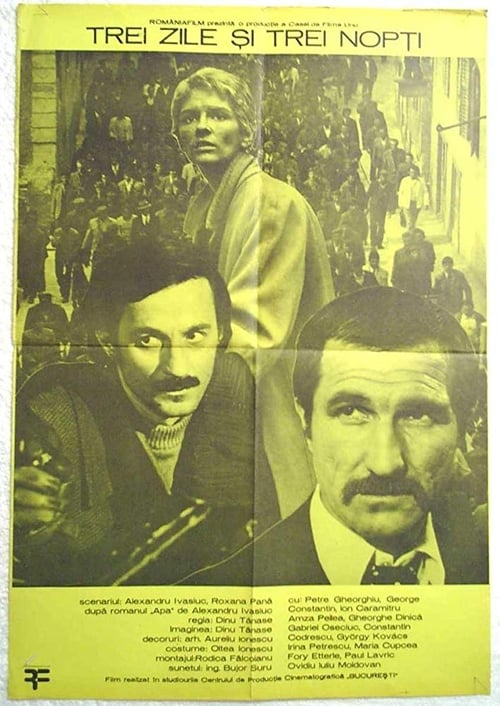 ROMÂNIAFILM prezintă o producție a Casei de Filme Unu
TREI ZILE ȘI TREI NOPȚI
scenariul: Alexandru Ivasiuc, Roxana Pană
după romanul „Apa" de Alexandru Ivasiuc
regia: Dinu Tănase
Imaginea: Dinu Tănase
decoruri: arh. Aureliu Ionescu
costume: Oltea Ionescu
montajul: Rodica Fălcoianu
sunetul: ing. Bujor Suru
cu: Petre Gheorghiu, George
Constantin, Ion Caramitru
Amza Pellea, Gheorghe Dinică
Gabriel Oseciuc, Constantin
Codrescu, György Kovács
Irina Petrescu, Maria Cupcea
Fory Etterle, Paul Lavric
Ovidiu Iuliu Moldovan
Film realizat în studiourile Centrului de Producție Cinematografică „BUCUREȘTI"